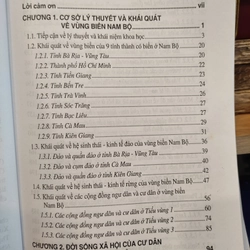 Lời cảm ơn vii
CHƯƠNG 1. CƠ SỞ LÝ THUYẾT VÀ KHÁI QUÁT
VỀ VÙNG BIỂN NAM BỘ 1
1.1. Tiếp cận về lý thuyết và khái niệm khoa học 3
1.2. Khái quát về vùng biển của 9 tỉnh thành có biển ở Nam Bộ 20
1.2.1. Tỉnh Bà Rịa - Vũng Tàu 20
1.2.2. Thành phố Hồ Chí Minh
1.2.3. Tỉnh Tiền Giang
1.2.4. Tỉnh Bến Tre
1.2.5. Tỉnh Trà Vinh
1.2.6. Tỉnh Sóc Trăng
1.2.7. Tỉnh Bạc Liêu
1.2.8. Tỉnh Cà Mau
1.2.9. Tỉnh Kiên Giang
1.3. Khái quát về hệ sinh thái - kinh tế đảo của vùng biển Nam Bộ
1.3.1. Đảo và quần đảo ở tỉnh Bà Rịa - Vũng Tàu
1.3.2. Đảo và cụm đảo ở tỉnh Cà Mau
1.3.3. Đảo và quần đảo ở tỉnh Kiên Giang
1.4. Khái quát về hệ sinh thái - kinh tế rừng của vùng biển Nam Bộ
1.5. Khái quát về các cộng đồng ngư dân và cư dân ở vùng biển
Nam Bộ
1.5.1. Các cộng đồng ngư dân và cư dân ở Tiểu vùng 1
1.5.2. Các cộng đồng ngư dân và cư dân ở Tiểu vùng 2
1.5.3. Các cộng đồng ngư dân và cư dân ở Tiểu vùng 3
CHƯƠNG 2. ĐỜI SỐNG XÃ HỘI CỦA CƯ DÂN